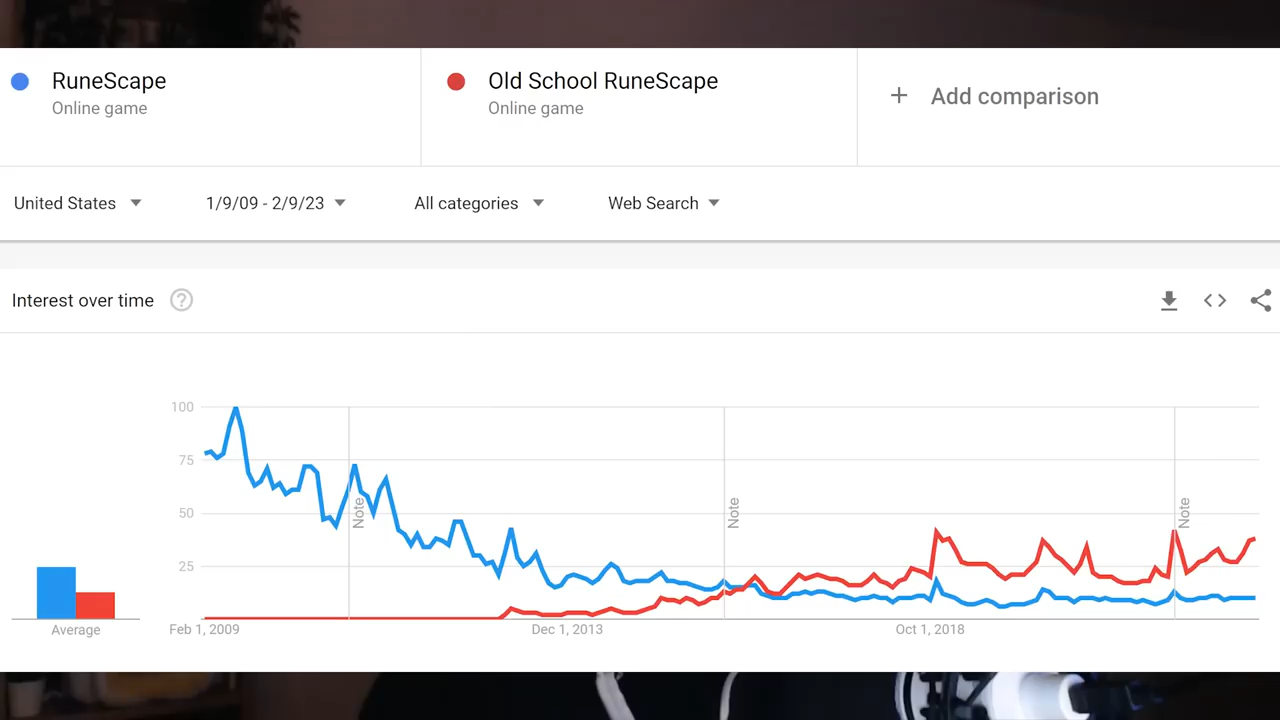 RuneScape
Online game
Old School RuneScape
Online game
+ Add comparison
United States
1/9/09 - 2/9/23
All categories
Web Search
Interest over time
?
100
75
50
25
Note
Note
Note
Average
Feb 1, 2009
Dec 1, 2013
Oct 1, 2018